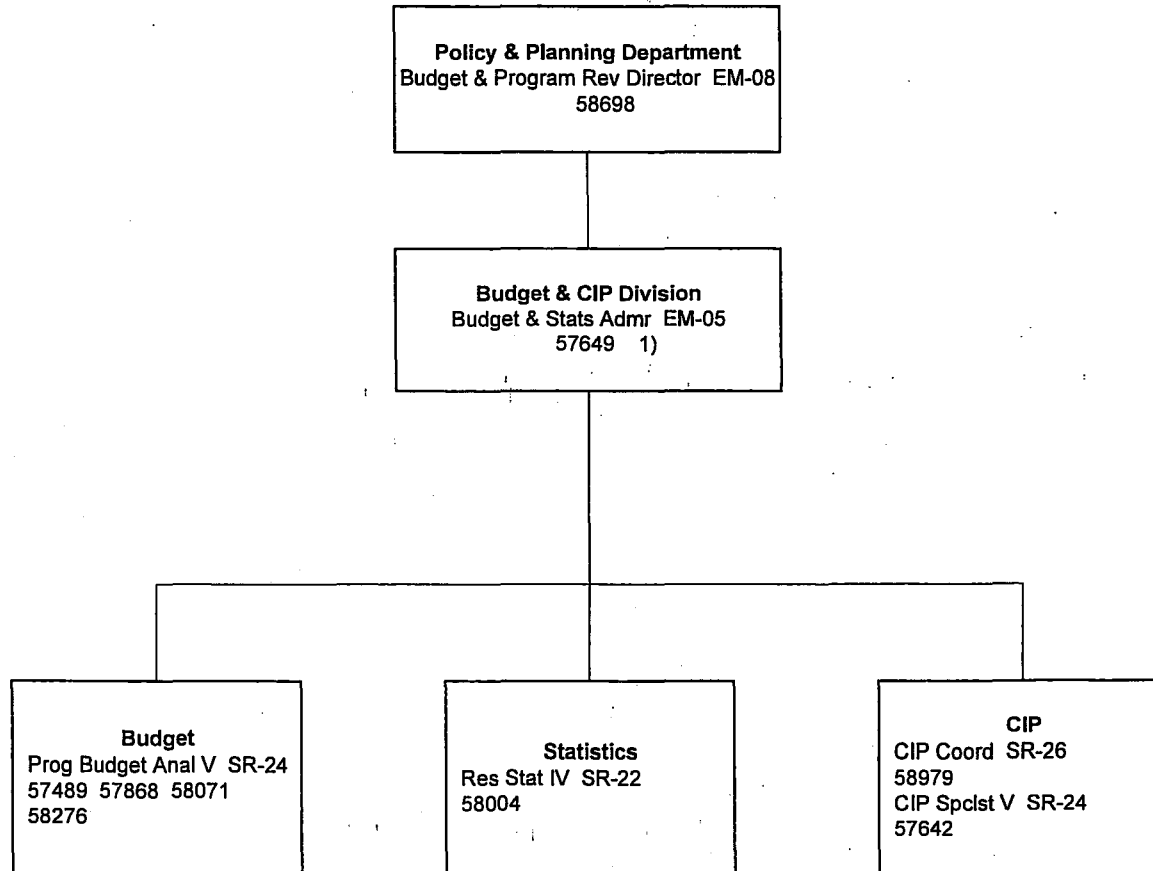 Policy & Planning Department
Budget & Program Rev Director EM-08
58698
Budget & CIP Division
Budget & Stats Admr EM-05
57649 1)
Budget
Prog Budget Anal V SR-24
57489 57868 58071
58276
Statistics
Res Stat IV SR-22
58004
CIP
CIP Coord SR-26
58979
CIP Spclst V SR-24
57642